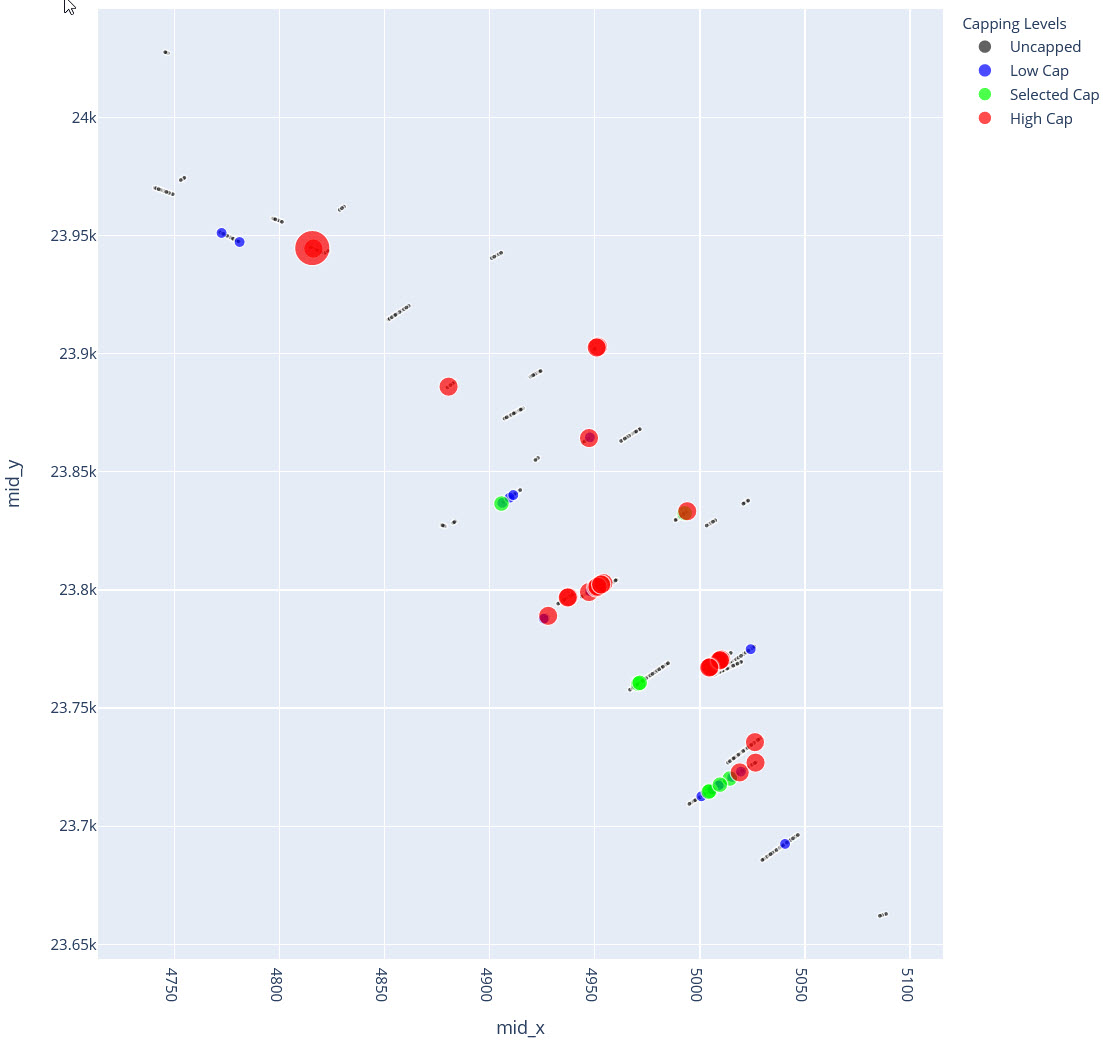 Capping Levels
Uncapped
Low Cap
Selected Cap
High Cap
24k
23.95k
23.9k
23.85k
23.8k
23.75k
23.7k
23.65k
mid_y
4750
4800
4850
4900
4950
5000
5050
5100
mid_x